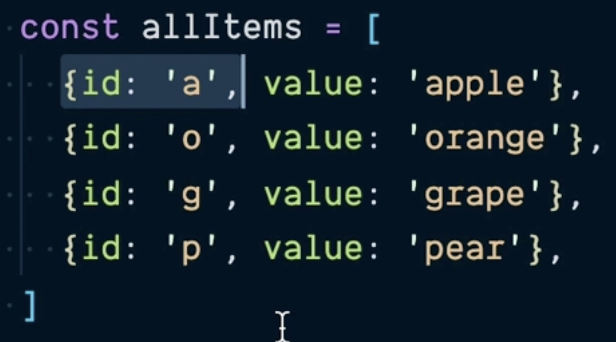 const allItems = [
{id: 'a', value: 'apple'},
{id: 'o', value: 'orange'},
{id: 'g', value: 'grape'},
{id: 'p', value: 'pear'},
]